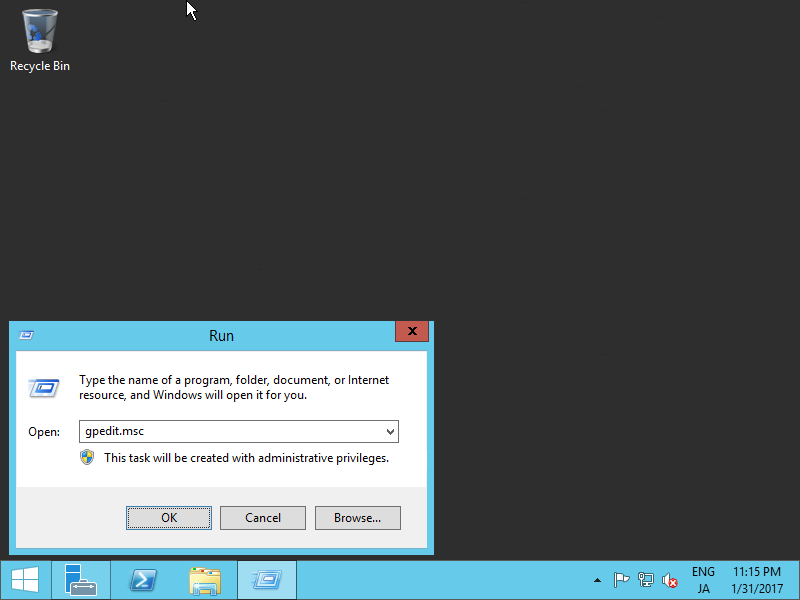 Recycle Bin
Run
x
Type the name of a program, folder, document, or Internet
resource, and Windows will open it for you.
Open:
gpedit.msc
This task will be created with administrative privileges.
OK
Cancel
Browse...
ENG
JA
11:15 PM
1/31/2017